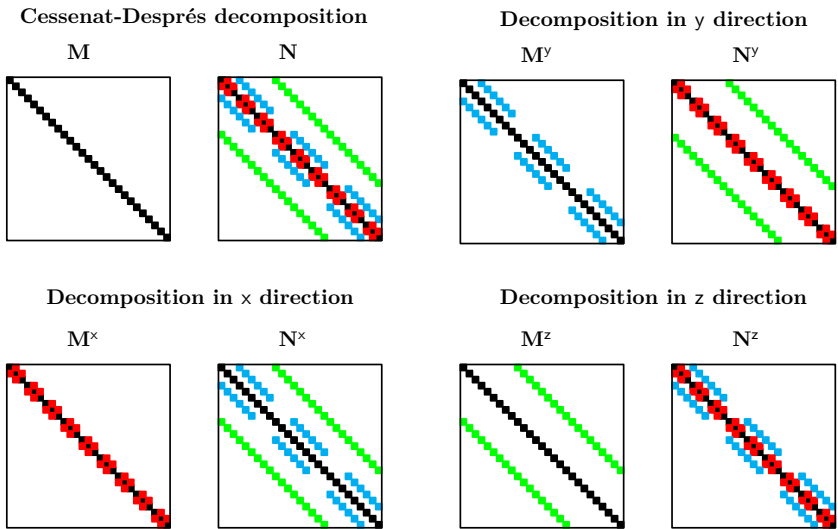 Cessenat-Després decomposition
M N
Decomposition in y direction
Mʸ Nʸ
Decomposition in x direction
Mˣ Nˣ
Decomposition in z direction
Mᶻ Nᶻ